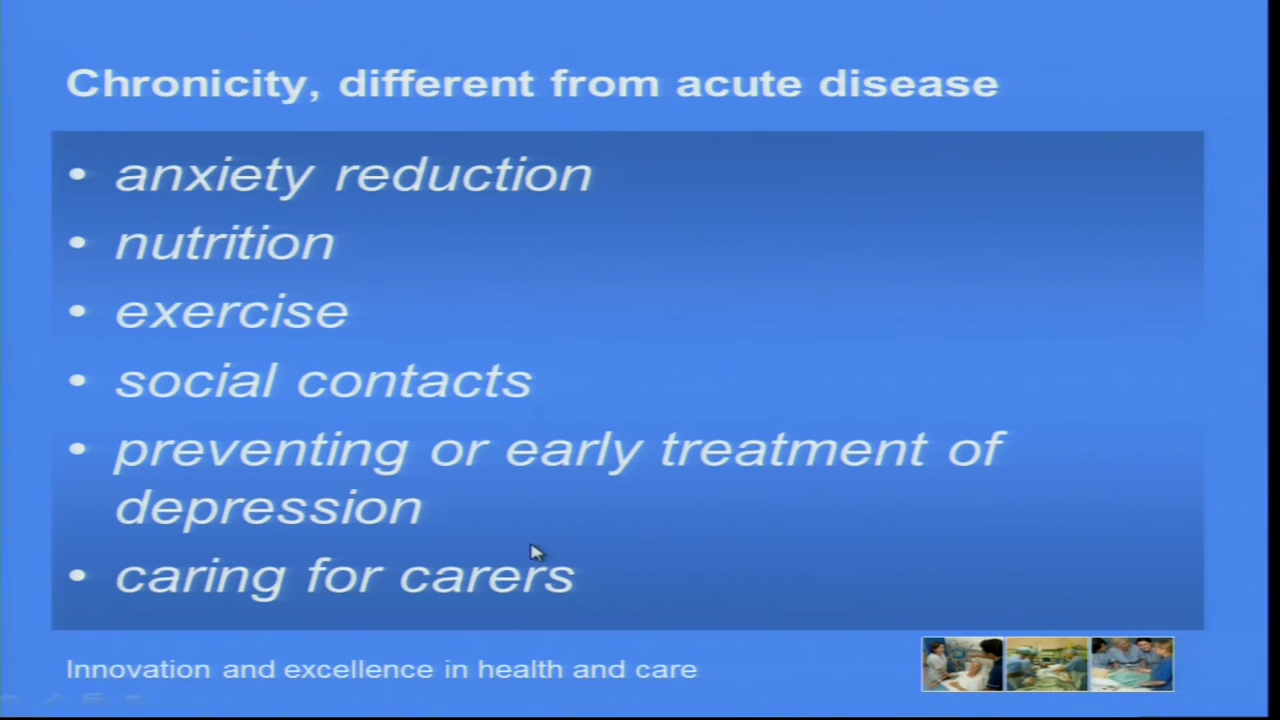 Chronicity, different from acute disease
• anxiety reduction
• nutrition
• exercise
• social contacts
• preventing or early treatment of
depression
• caring for carers
Innovation and excellence in health and care